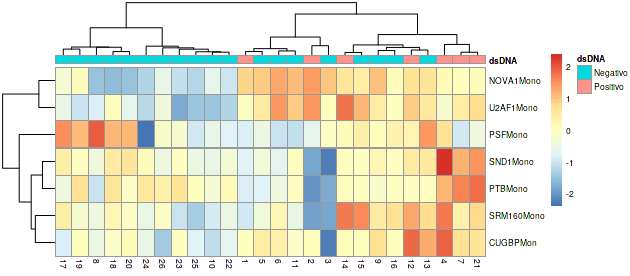 dsDNA
NOVA1Mono
U2AF1Mono
PSFMono
SND1Mono
PTBMono
SRM160Mono
CUGBPMon
17 19 8 18 20 24 26 23 25 10 22 1 5 6 11 2 3 14 15 9 16 12 13 4 7 21
2
1
0
-1
-2
dsDNA
Negativo
Positivo